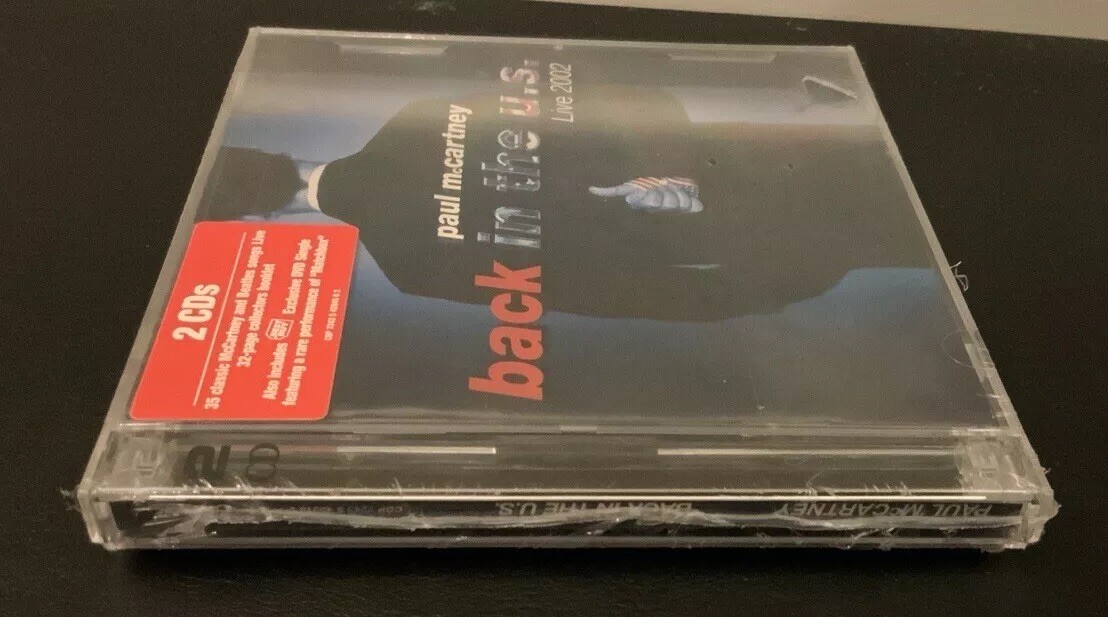 paul mccartney
back in the u.s.
Live 2002
2 CDs
35 classic McCartney and Beatles songs Live
32-page collectors booklet
Also includes Exclusive DVD Single
featuring a rare performance of "Matchbox"
2
PAUL McCARTNEY
BACK IN THE U.S.